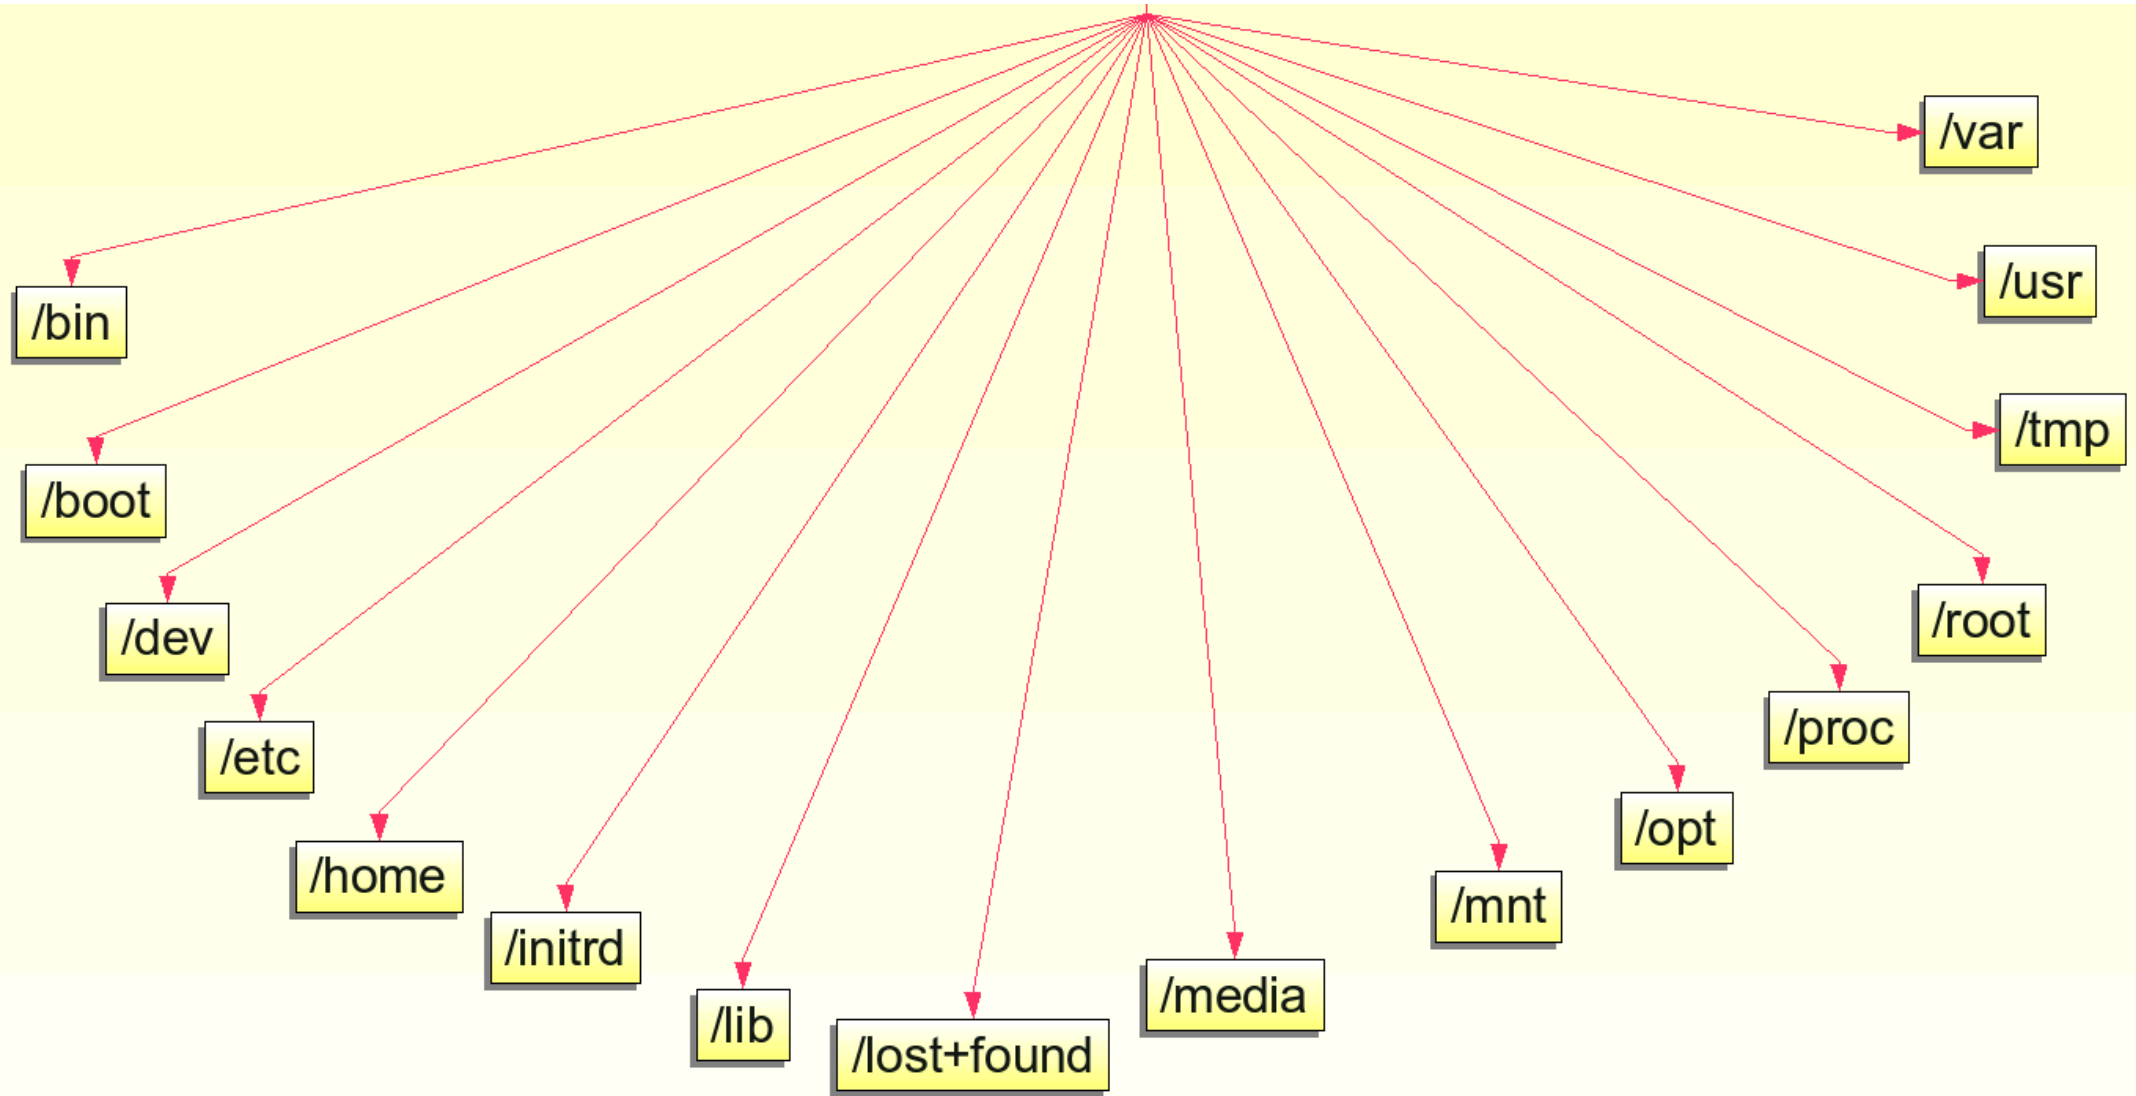 /var
/usr
/bin
/tmp
/boot
/root
/dev
/proc
/etc
/opt
/home
/mnt
/initrd
/media
/lib
/lost+found